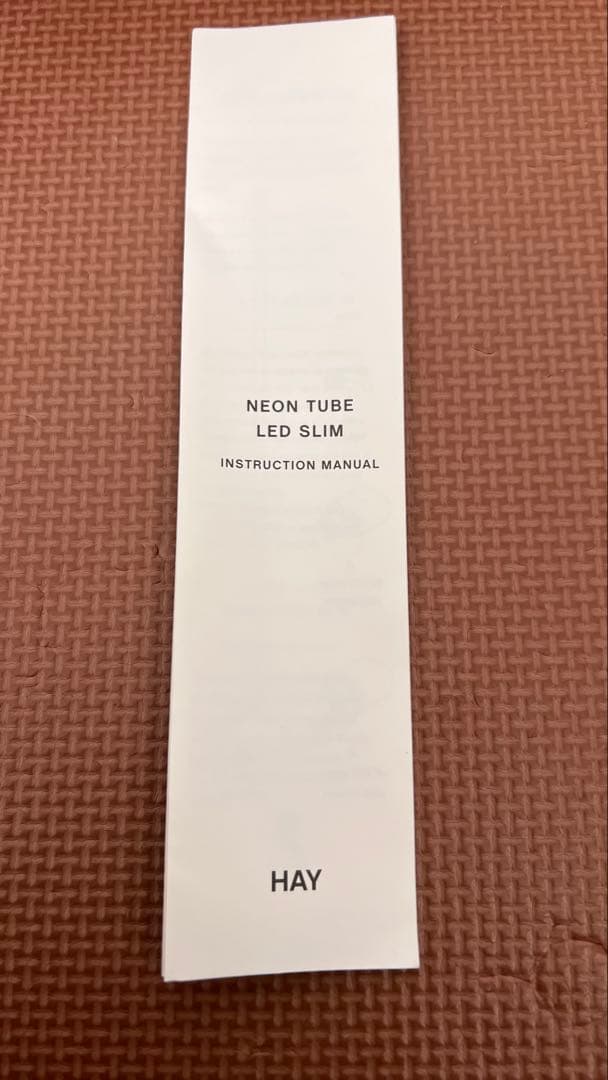 NEON TUBE
LED SLIM
INSTRUCTION MANUAL
HAY